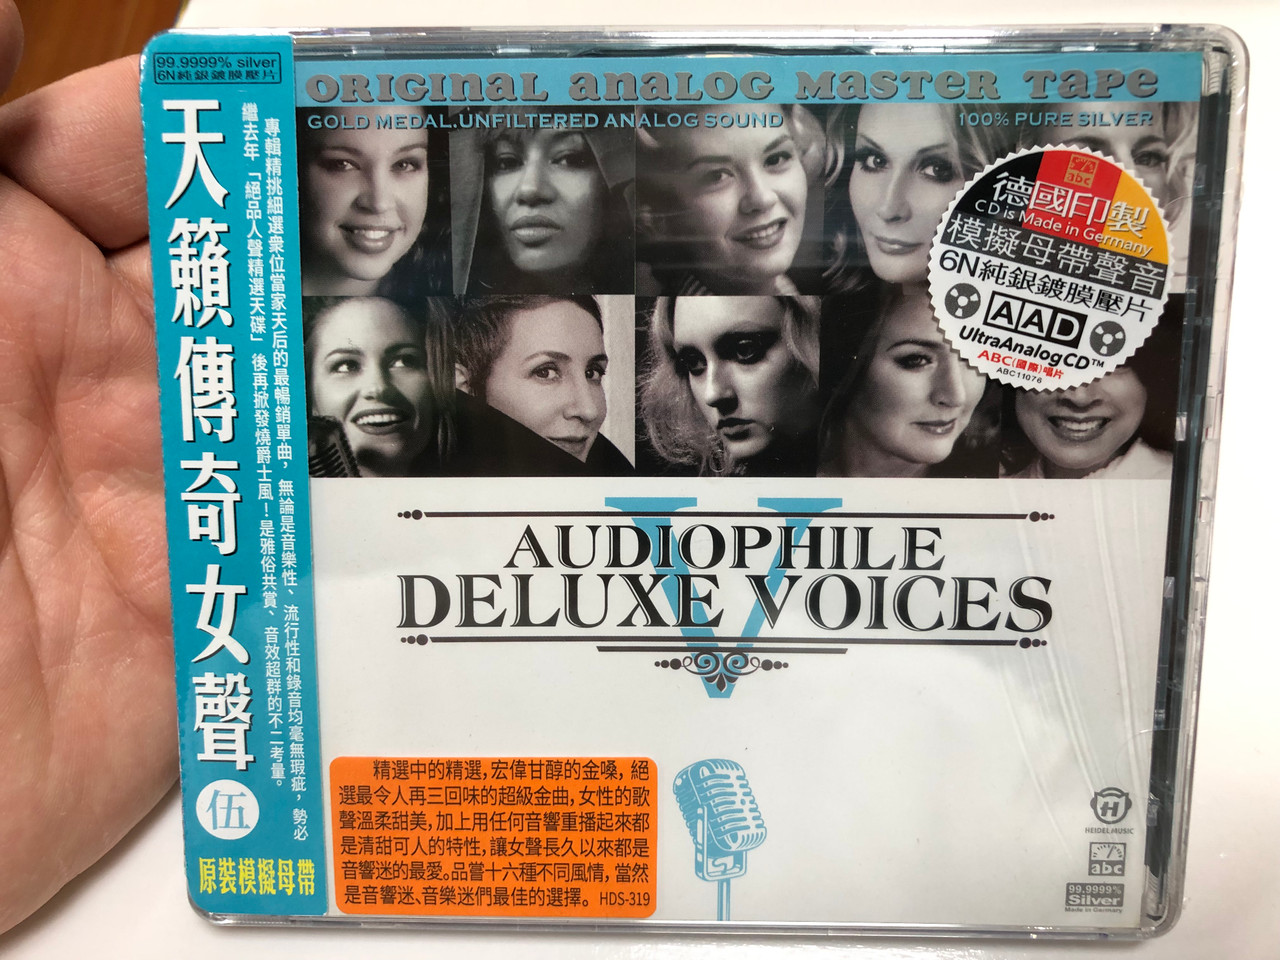 99.9999% silver
6N純銀鍍膜壓片
天籟傳奇女聲
伍
專輯精挑細選衆位當家天后的最暢銷單曲，無論是音樂性、流行性和錄音均毫無瑕疵，勢必
繼去年「絕品人聲精選天碟」後再掀發燒爵士風！是雅俗共賞、音效超群的不二考量。
原裝模擬母帶
ORIGINAL ANALOG MASTER TAPE
GOLD MEDAL.UNFILTERED ANALOG SOUND
100% PURE SILVER
abc
德國印製
CD is Made in Germany
模擬母帶聲音
6N純銀鍍膜壓片
AAD
UltraAnalogCD™
ABC(國際)唱片
ABC11076
V
AUDIOPHILE
DELUXE VOICES
精選中的精選，宏偉甘醇的金嗓，絕
選最令人再三回味的超級金曲，女性的歌
聲溫柔甜美，加上用任何音響重播起來都
是清甜可人的特性，讓女聲長久以來都是
音響迷的最愛。品嘗十六種不同風情，當然
是音響迷、音樂迷們最佳的選擇。 HDS-319
H
HEIDEL MUSIC
abc
99.9999%
Silver
Made in Germany